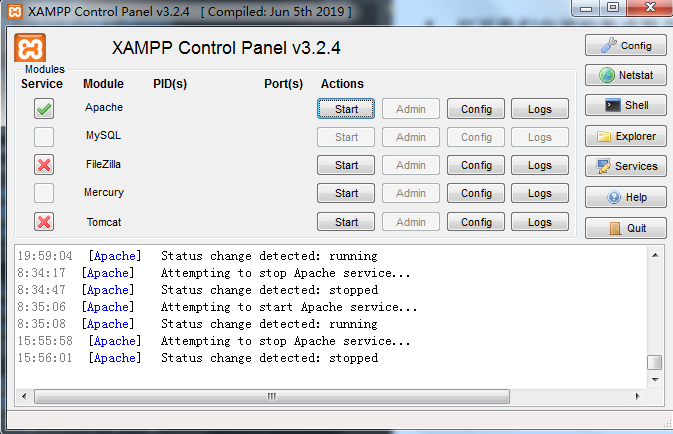 XAMPP Control Panel v3.2.4   [ Compiled: Jun 5th 2019 ]
XAMPP Control Panel v3.2.4
Config
Modules
Service Module PID(s) Port(s) Actions
Netstat
Apache Start Admin Config Logs
Shell
MySQL Start Admin Config Logs
Explorer
FileZilla Start Admin Config Logs
Services
Mercury Start Admin Config Logs
Help
Tomcat Start Admin Config Logs
Quit
19:59:04 [Apache] Status change detected: running
8:34:17 [Apache] Attempting to stop Apache service...
8:34:47 [Apache] Status change detected: stopped
8:35:06 [Apache] Attempting to start Apache service...
8:35:08 [Apache] Status change detected: running
15:55:58 [Apache] Attempting to stop Apache service...
15:56:01 [Apache] Status change detected: stopped